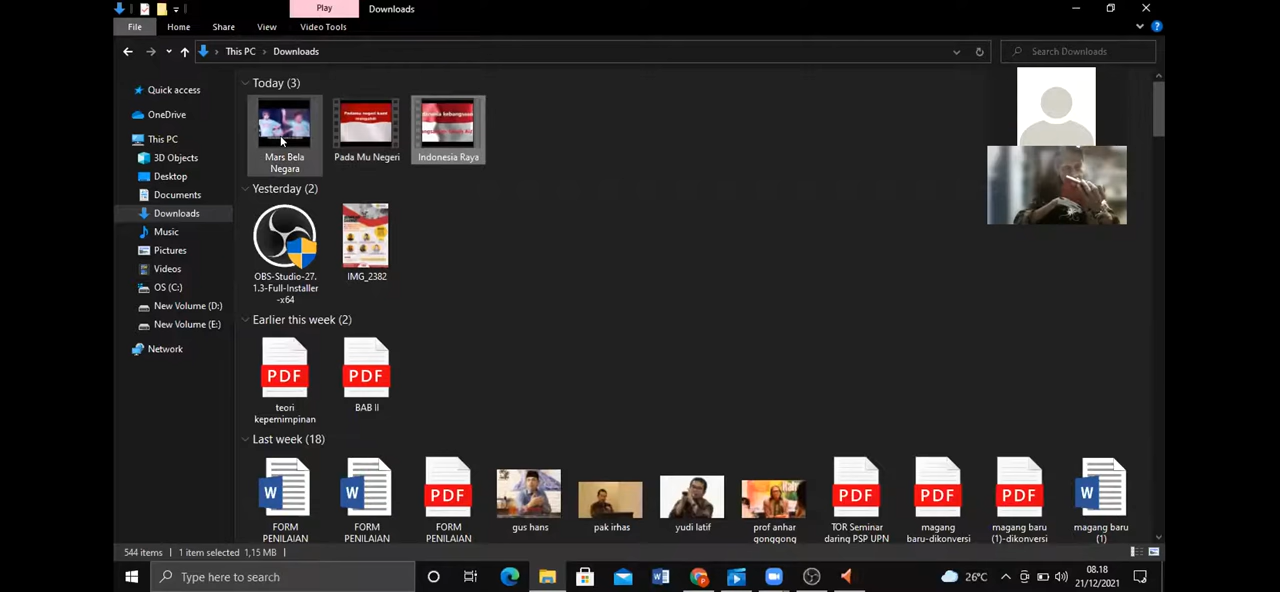 Play
Downloads
File
Home
Share
View
Video Tools
This PC > Downloads
Search Downloads
Quick access
OneDrive
This PC
3D Objects
Desktop
Documents
Downloads
Music
Pictures
Videos
OS (C:)
New Volume (D:)
New Volume (E:)
Network
Today (3)
Mars Bela
Negara
Pada Mu Negeri
Indonesia Raya
Yesterday (2)
OBS-Studio-27.
1.3-Full-Installer
-x64
IMG_2382
Earlier this week (2)
PDF
teori
kepemimpinan
PDF
BAB II
Last week (18)
W
FORM
PENILAIAN
W
FORM
PENILAIAN
PDF
FORM
PENILAIAN
gus hans
pak irhas
yudi latif
prof anhar
gonggong
PDF
TOR Seminar
daring PSP UPN
PDF
magang
baru-dikonversi
PDF
magang baru
(1)-dikonversi
W
magang baru
(1)
544 items
1 item selected 1,15 MB
Type here to search
26°C
08.18
21/12/2021